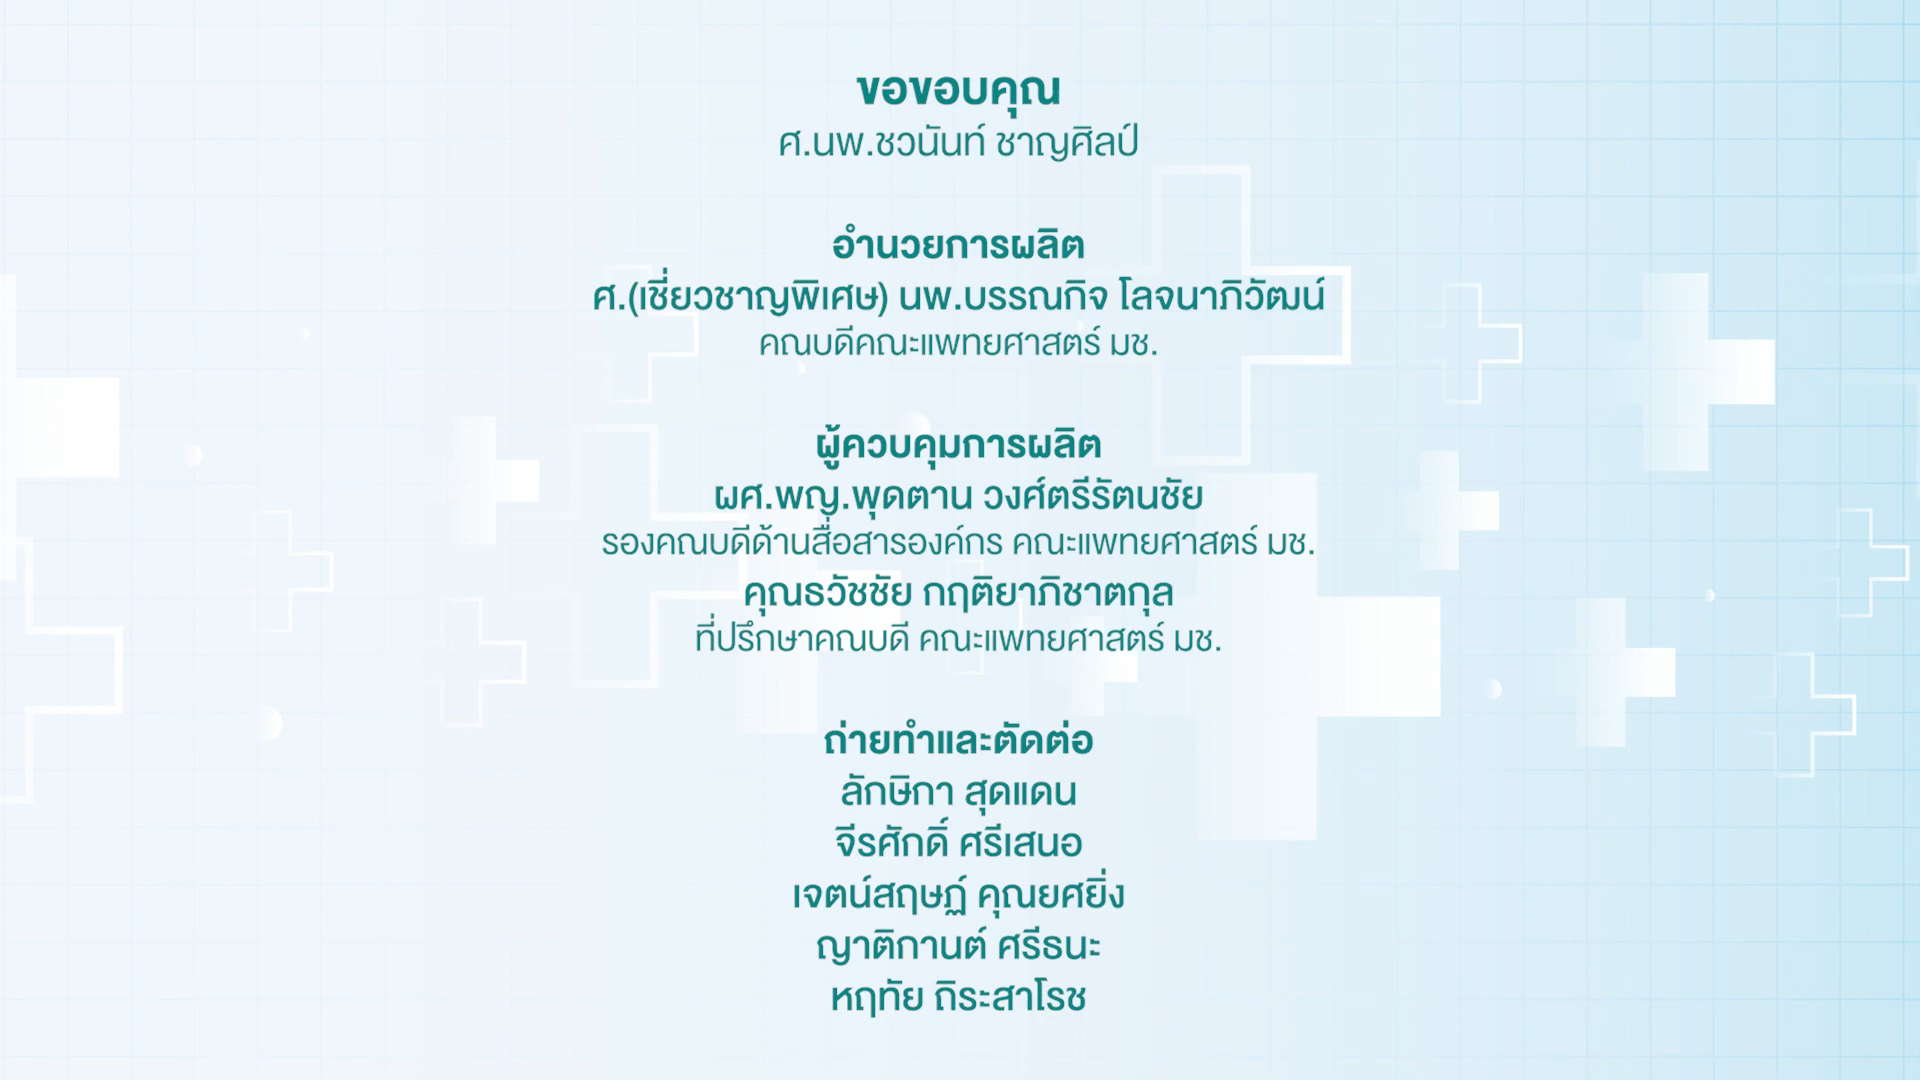 ขอขอบคุณ
ศ.นพ.ชวนันท์ ชาญศิลป์
อำนวยการผลิต
ศ.(เชี่ยวชาญพิเศษ) นพ.บรรณกิจ โลจนาภิวัฒน์
คณบดีคณะแพทยศาสตร์ มช.
ผู้ควบคุมการผลิต
ผศ.พญ.พุดตาน วงศ์ตรีรัตนชัย
รองคณบดีด้านสื่อสารองค์กร คณะแพทยศาสตร์ มช.
คุณธวัชชัย กฤติยาภิชาตกุล
ที่ปรึกษาคณบดี คณะแพทยศาสตร์ มช.
ถ่ายทำและตัดต่อ
ลักษิกา สุดแดน
จีรศักดิ์ ศรีเสนอ
เจตน์สฤษฎ์ คุณยศยิ่ง
ญาติกานต์ ศรีธนะ
หฤทัย ถิระสาโรช